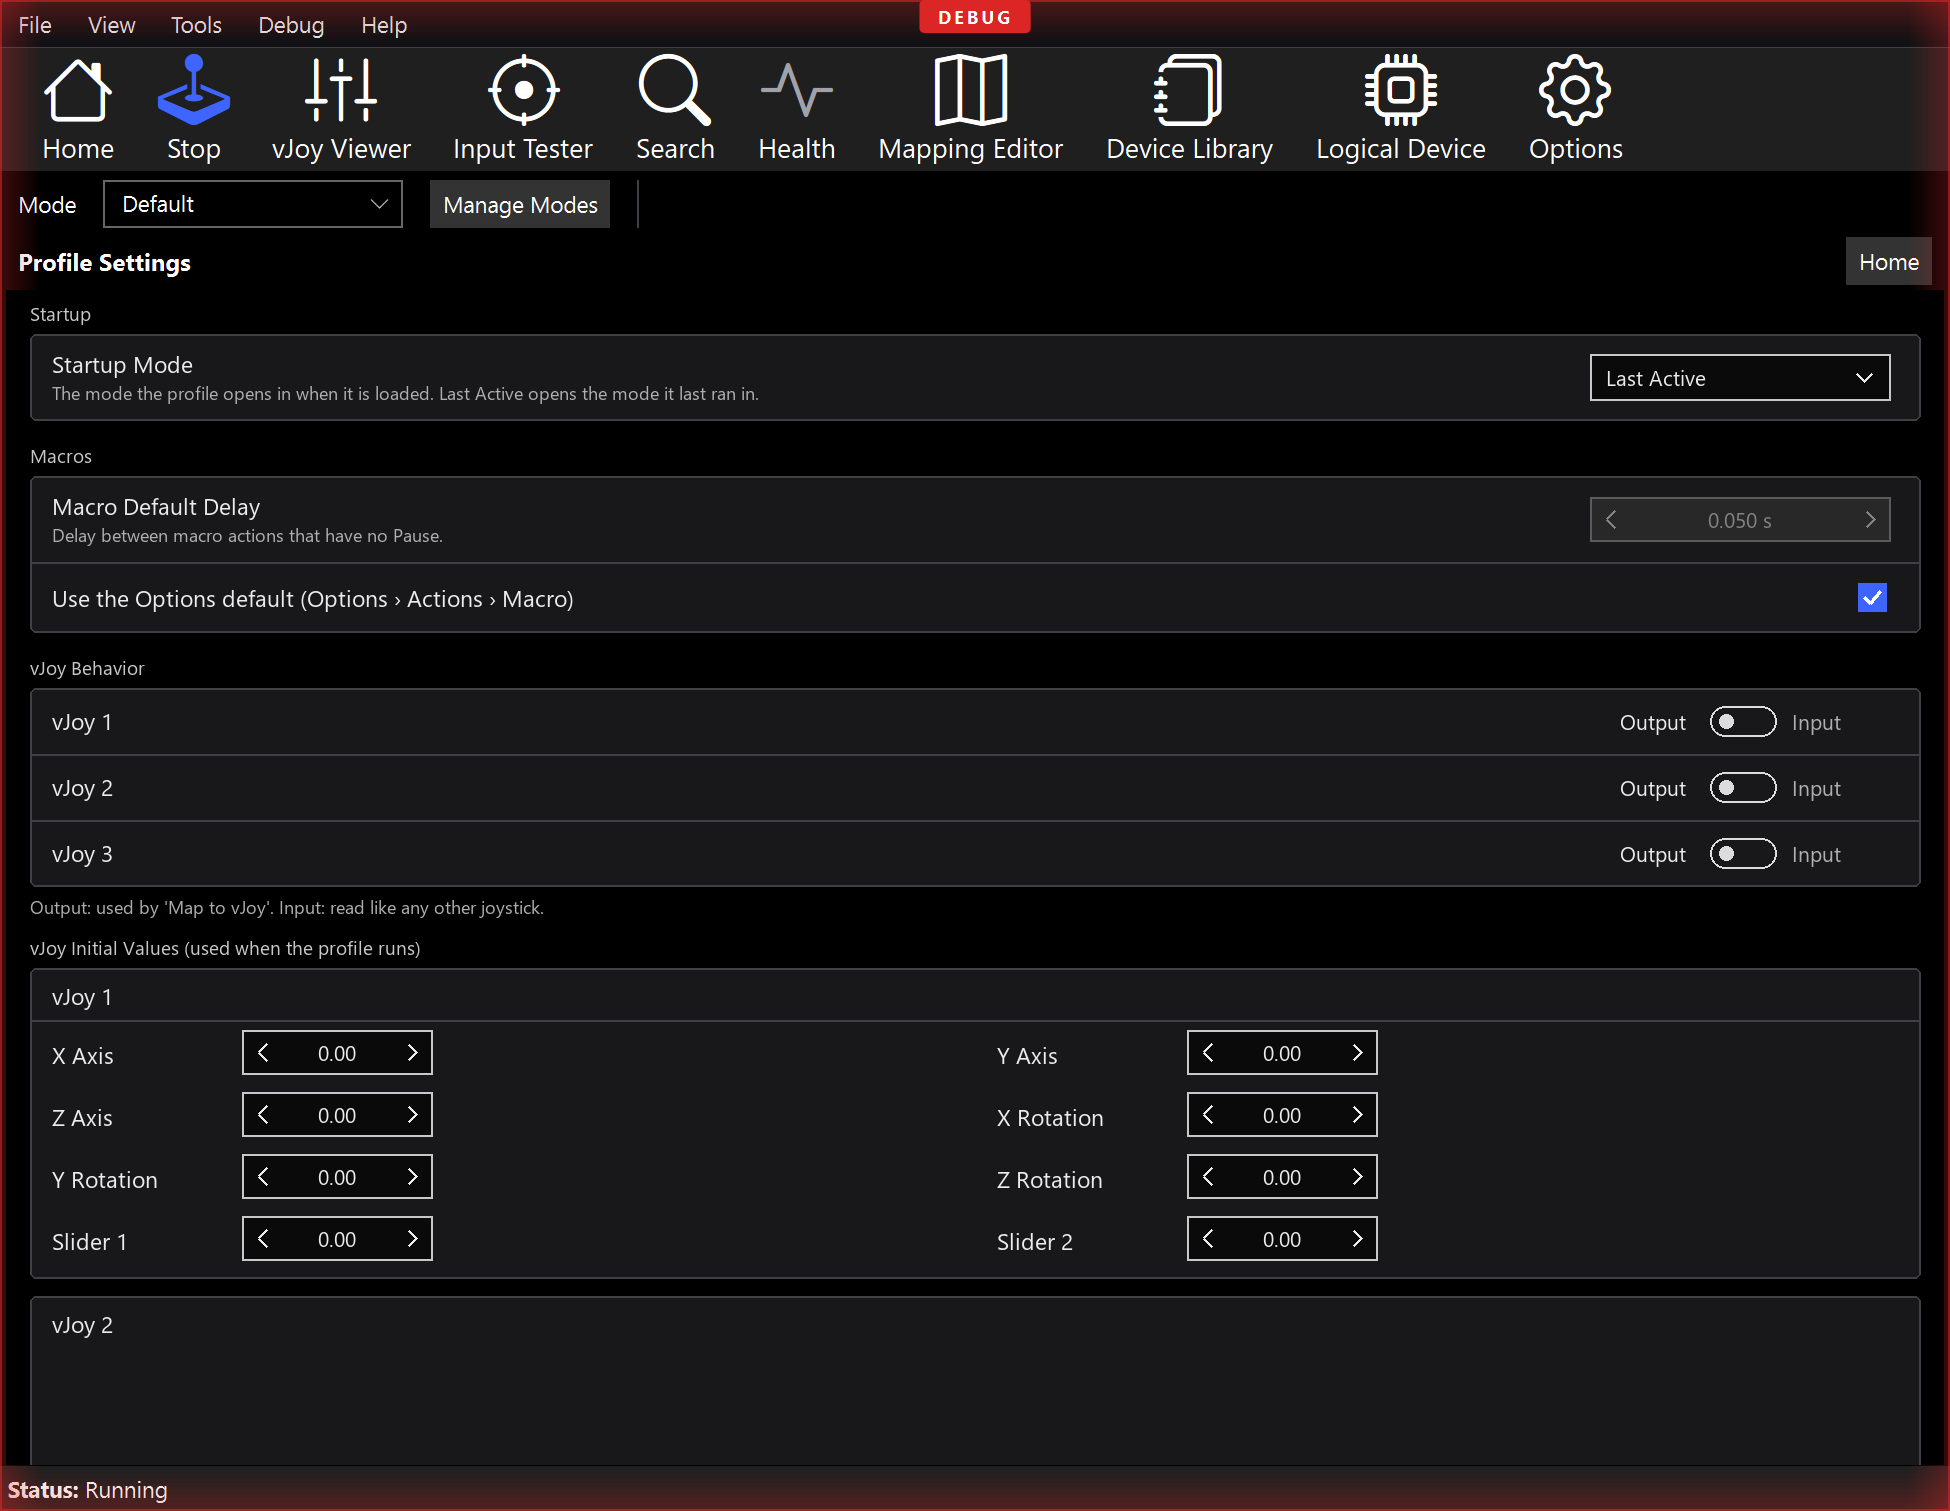 File View Tools Debug Help
DEBUG
Home Stop vJoy Viewer Input Tester Search Health Mapping Editor Device Library Logical Device Options
Mode Default Manage Modes
Profile Settings Home
Startup
Startup Mode
The mode the profile opens in when it is loaded. Last Active opens the mode it last ran in.
Last Active
Macros
Macro Default Delay
Delay between macro actions that have no Pause.
0.050 s
Use the Options default (Options › Actions › Macro)
vJoy Behavior
vJoy 1 Output Input
vJoy 2 Output Input
vJoy 3 Output Input
Output: used by 'Map to vJoy'. Input: read like any other joystick.
vJoy Initial Values (used when the profile runs)
vJoy 1
X Axis 0.00 Y Axis 0.00
Z Axis 0.00 X Rotation 0.00
Y Rotation 0.00 Z Rotation 0.00
Slider 1 0.00 Slider 2 0.00
vJoy 2
Status: Running